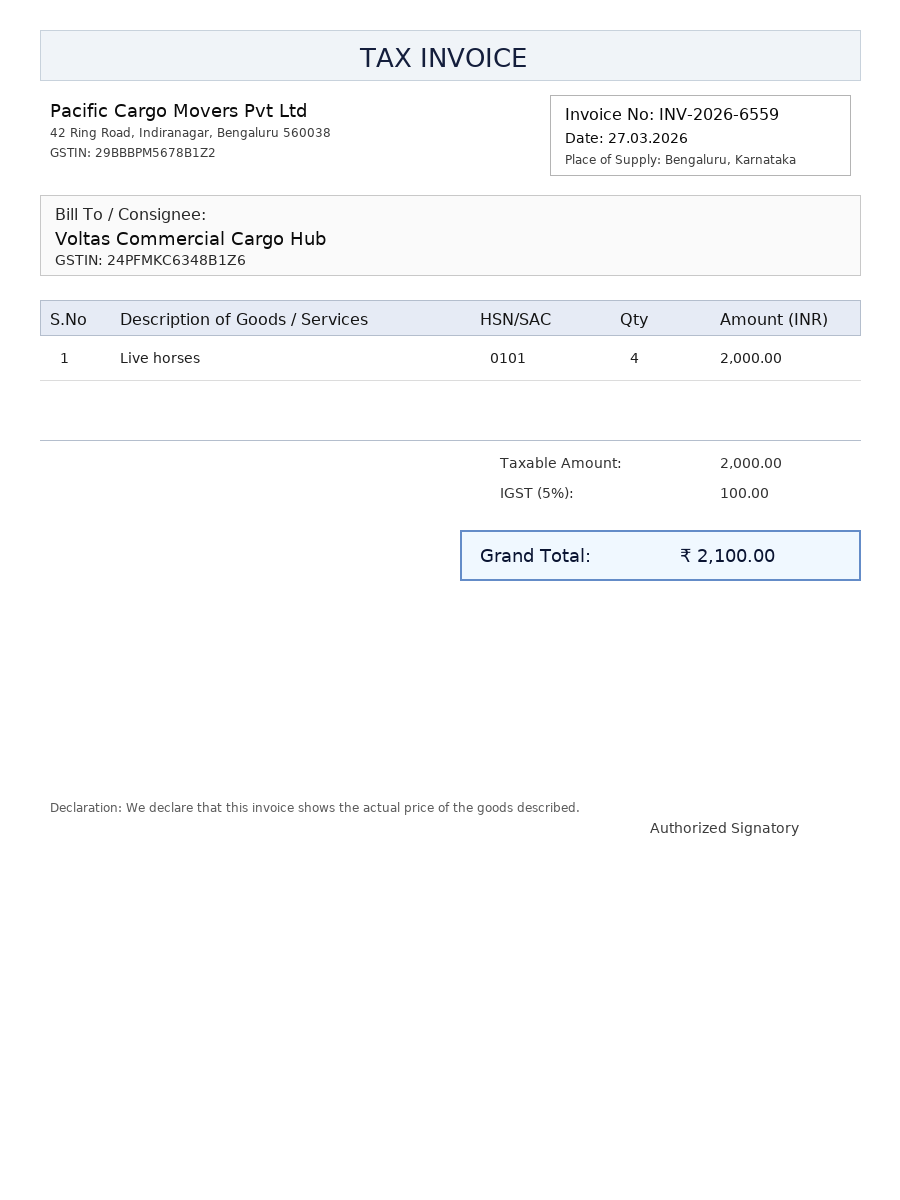 TAX INVOICE
Pacific Cargo Movers Pvt Ltd
42 Ring Road, Indiranagar, Bengaluru 560038
GSTIN: 29BBBPM5678B1Z2
Invoice No: INV-2026-6559
Date: 27.03.2026
Place of Supply: Bengaluru, Karnataka
Bill To / Consignee:
Voltas Commercial Cargo Hub
GSTIN: 24PFMKC6348B1Z6
S.No Description of Goods / Services HSN/SAC Qty Amount (INR)
1 Live horses 0101 4 2,000.00
Taxable Amount: 2,000.00
IGST (5%): 100.00
Grand Total: ₹ 2,100.00
Declaration: We declare that this invoice shows the actual price of the goods described.
Authorized Signatory